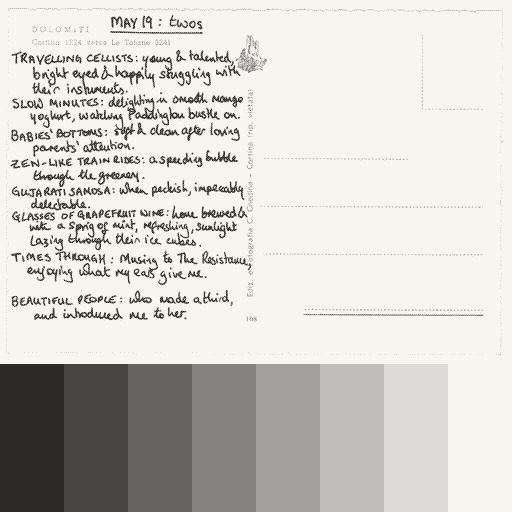 MAY 19 : twos
DOLOMITI
Cortina 1224 verso Le Tofane 3241
TRAVELLING CELLISTS: young & talented,
bright eyed & happily struggling with
their instruments.
SLOW MINUTES: delighting in smooth mango
yoghurt, watching Paddington bustle on.
BABIES' BOTTOMS: soft & clean after loving
parents' attention.
ZEN-LIKE TRAIN RIDES: a speeding bubble
through the greenery.
GUJARATI SAMOSA: when peckish, impeccably
delectable.
GLASSES OF GRAPEFRUIT WINE: home brewed &
with a sprig of mint, refreshing, sunlight
lazing through their ice cubes.
TIMES THROUGH: Musing to The Resistance,
enjoying what my ears give me.
BEAUTIFUL PEOPLE: who made a third,
and introduced me to her.
Ediz. e Fotografia G. Ghedina - Cortina (rip. vietata)
168